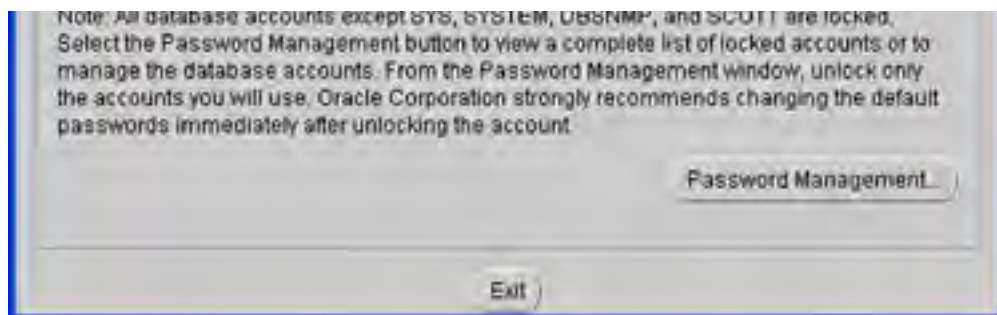 Note: All database accounts except SYS, SYSTEM, DBSNMP, and SCOTT are locked.
Select the Password Management button to view a complete list of locked accounts or to
manage the database accounts. From the Password Management window, unlock only
the accounts you will use. Oracle Corporation strongly recommends changing the default
passwords immediately after unlocking the account.
Password Management...
Exit